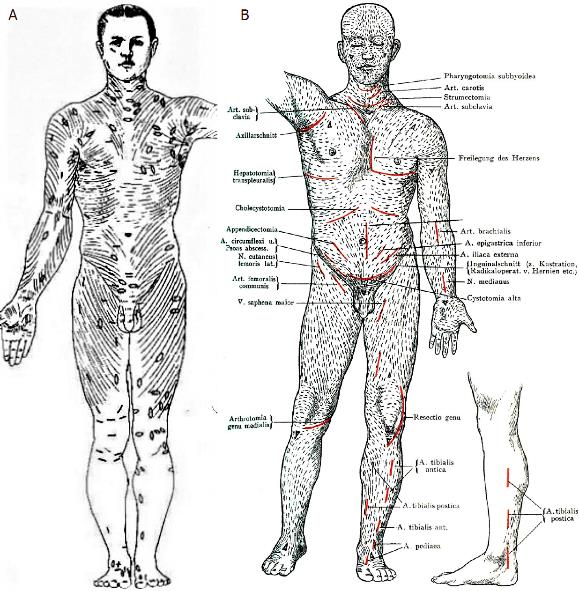 A
B
Pharyngotomia subhyoidea
Art. carotis
Strumectomia
Art. subclavia
Art. sub-
clavia
Axillarschnitt
Freilegung des Herzens
Hepatotomia
transpleuralis
Cholecystotomia
Appendicectomia
A. circumflexi u.
Psoas abscess.
N. cutaneus
femoris lat.
Art. femoralis
communis
V. saphena maior
Art. brachialis
A. epigastrica inferior
A. iliaca externa
Inguinalschnitt (z. Kastration,
Radikaloperat. v. Hernien etc.)
N. medianus
Cystotomia alta
Arthrotomia
genu medialis
Resectio genu
A. tibialis
antica
A. tibialis postica
A. tibialis ant.
A. pediaea
A. tibialis
postica